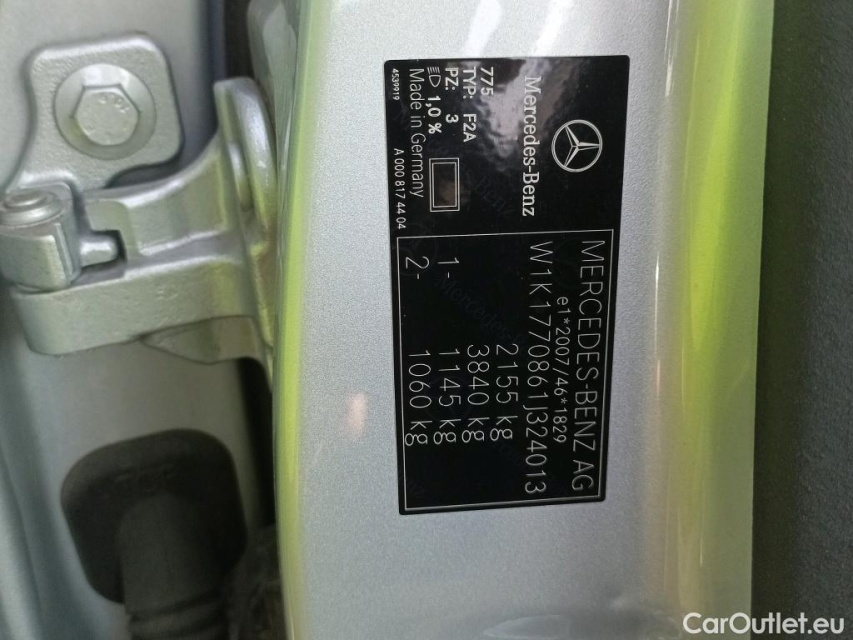 MERCEDES-BENZ AG
e1*2007/46*1829
W1K1770861J324013
2155 kg
3840 kg
1- 1145 kg
2- 1060 kg
Mercedes-Benz
775
TYP: F2A
PZ: 3
1,0 %
Made in Germany
A 000 817 44 04
4539919
CarOutlet.eu